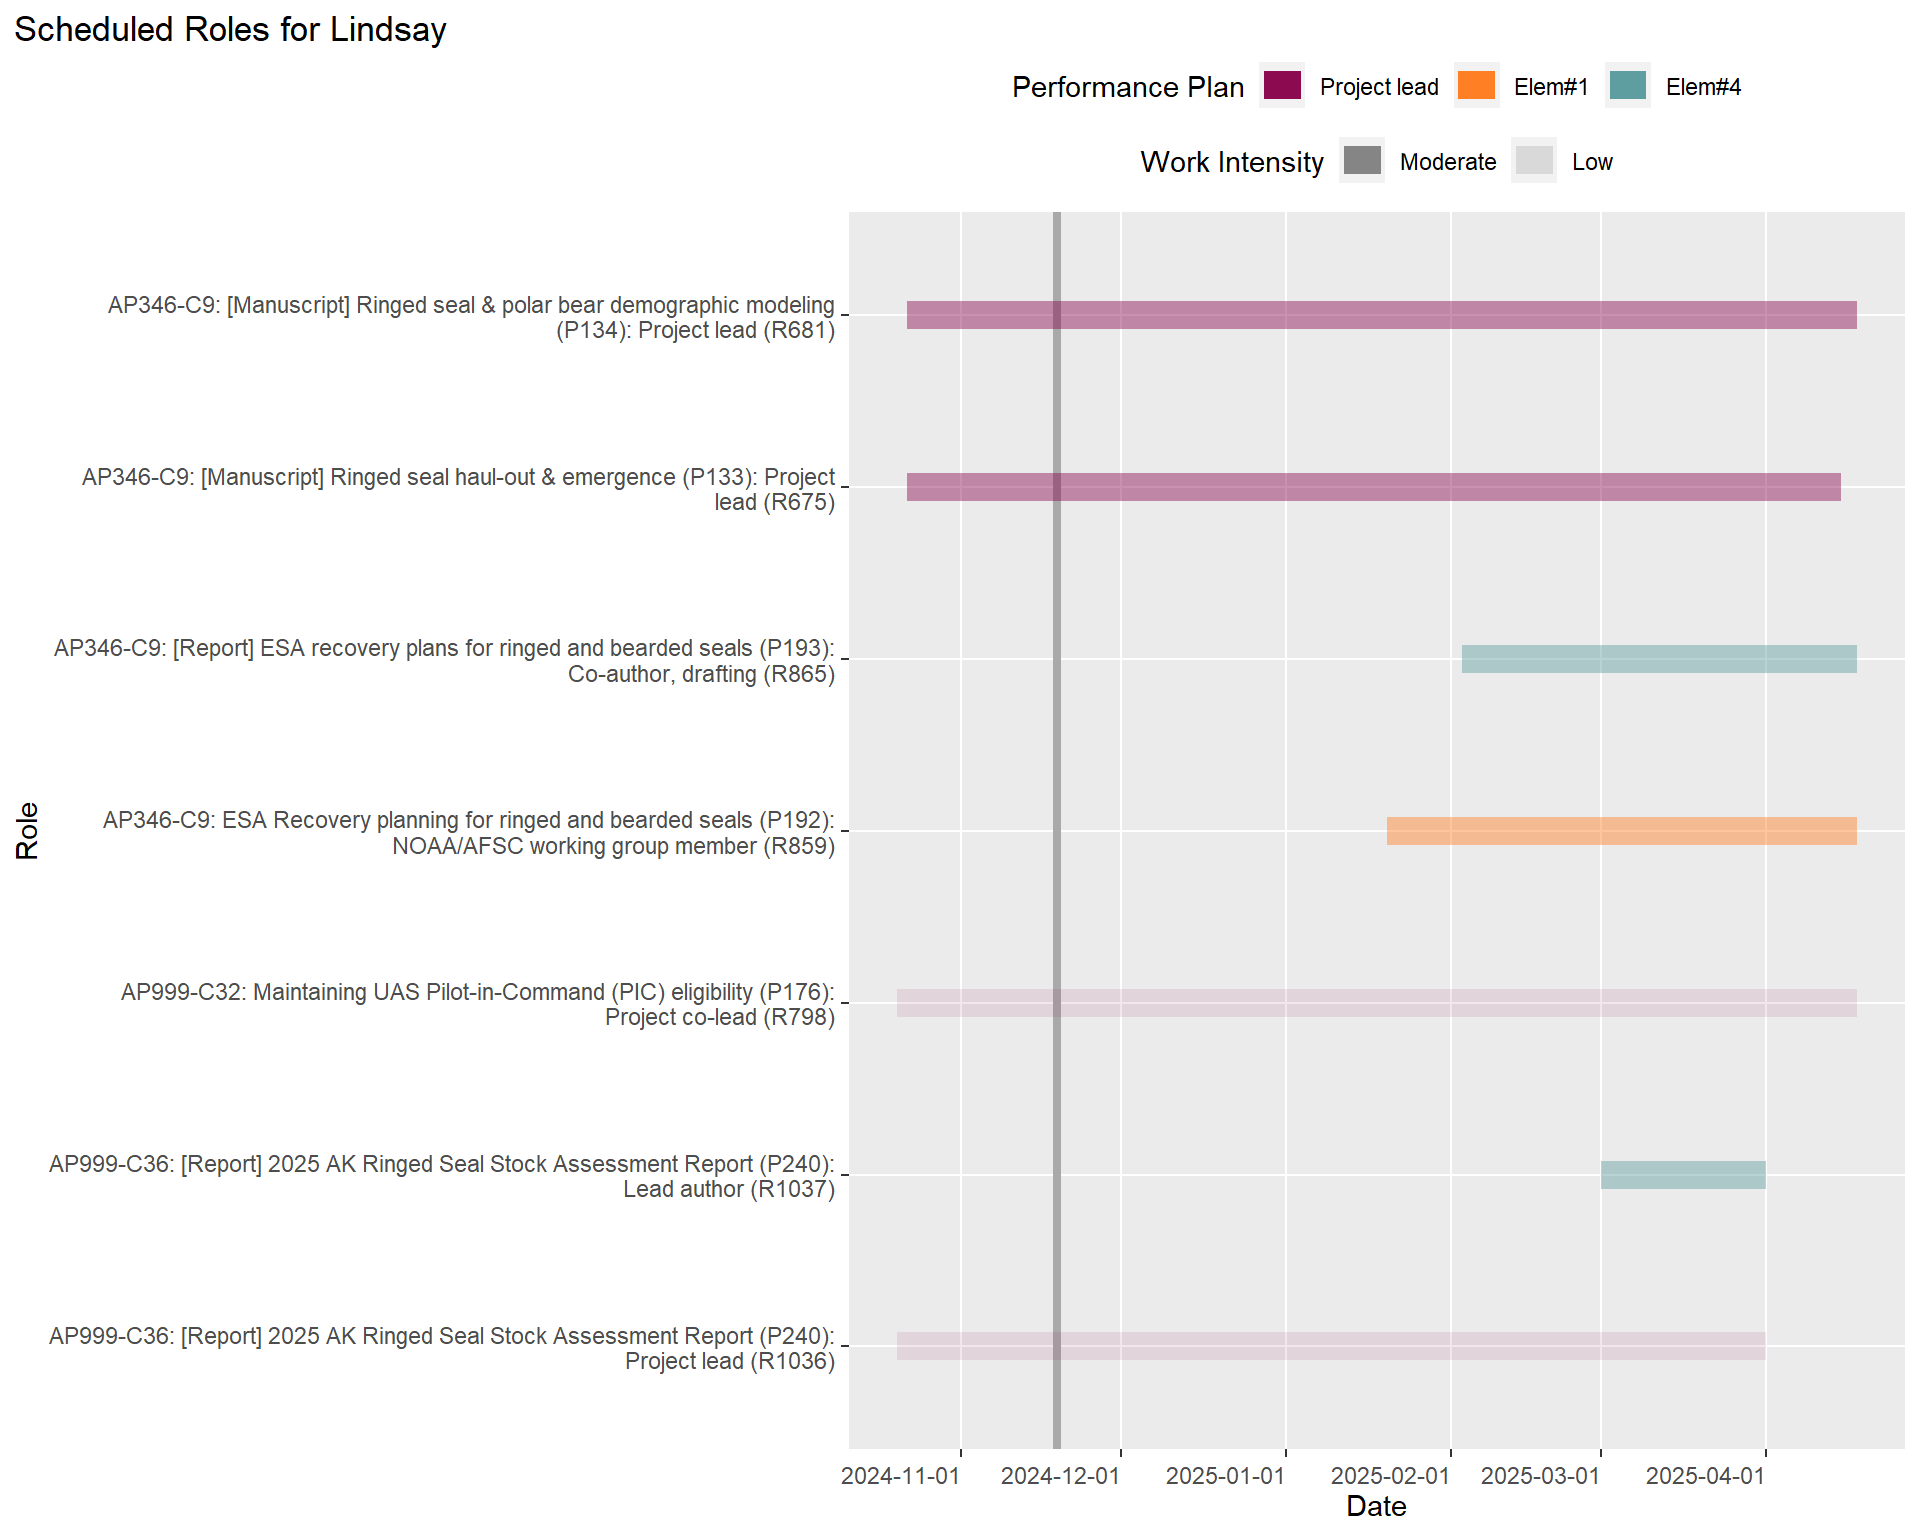 Scheduled Roles for Lindsay
Performance Plan Project lead Elem#1 Elem#4
Work Intensity Moderate Low
AP346-C9: [Manuscript] Ringed seal & polar bear demographic modeling
(P134): Project lead (R681)
AP346-C9: [Manuscript] Ringed seal haul-out & emergence (P133): Project
lead (R675)
AP346-C9: [Report] ESA recovery plans for ringed and bearded seals (P193):
Co-author, drafting (R865)
AP346-C9: ESA Recovery planning for ringed and bearded seals (P192):
NOAA/AFSC working group member (R859)
AP999-C32: Maintaining UAS Pilot-in-Command (PIC) eligibility (P176):
Project co-lead (R798)
AP999-C36: [Report] 2025 AK Ringed Seal Stock Assessment Report (P240):
Lead author (R1037)
AP999-C36: [Report] 2025 AK Ringed Seal Stock Assessment Report (P240):
Project lead (R1036)
Role
2024-11-01 2024-12-01 2025-01-01 2025-02-01 2025-03-01 2025-04-01
Date